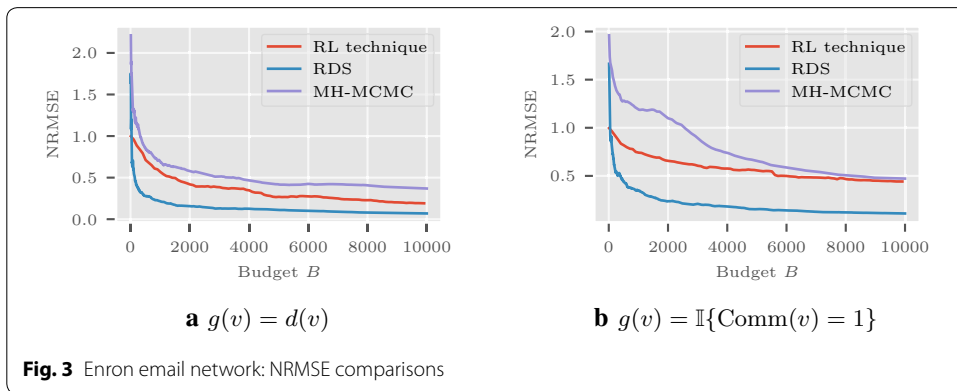 2.0
1.5
1.0
0.5
0.0
NRMSE
RL technique
RDS
MH-MCMC
0 2000 4000 6000 8000 10000
Budget B
a g(v) = d(v)
2.0
1.5
1.0
0.5
NRMSE
RL technique
RDS
MH-MCMC
0 2000 4000 6000 8000 10000
Budget B
b g(v) = 𝕀{Comm(v) = 1}
Fig. 3 Enron email network: NRMSE comparisons